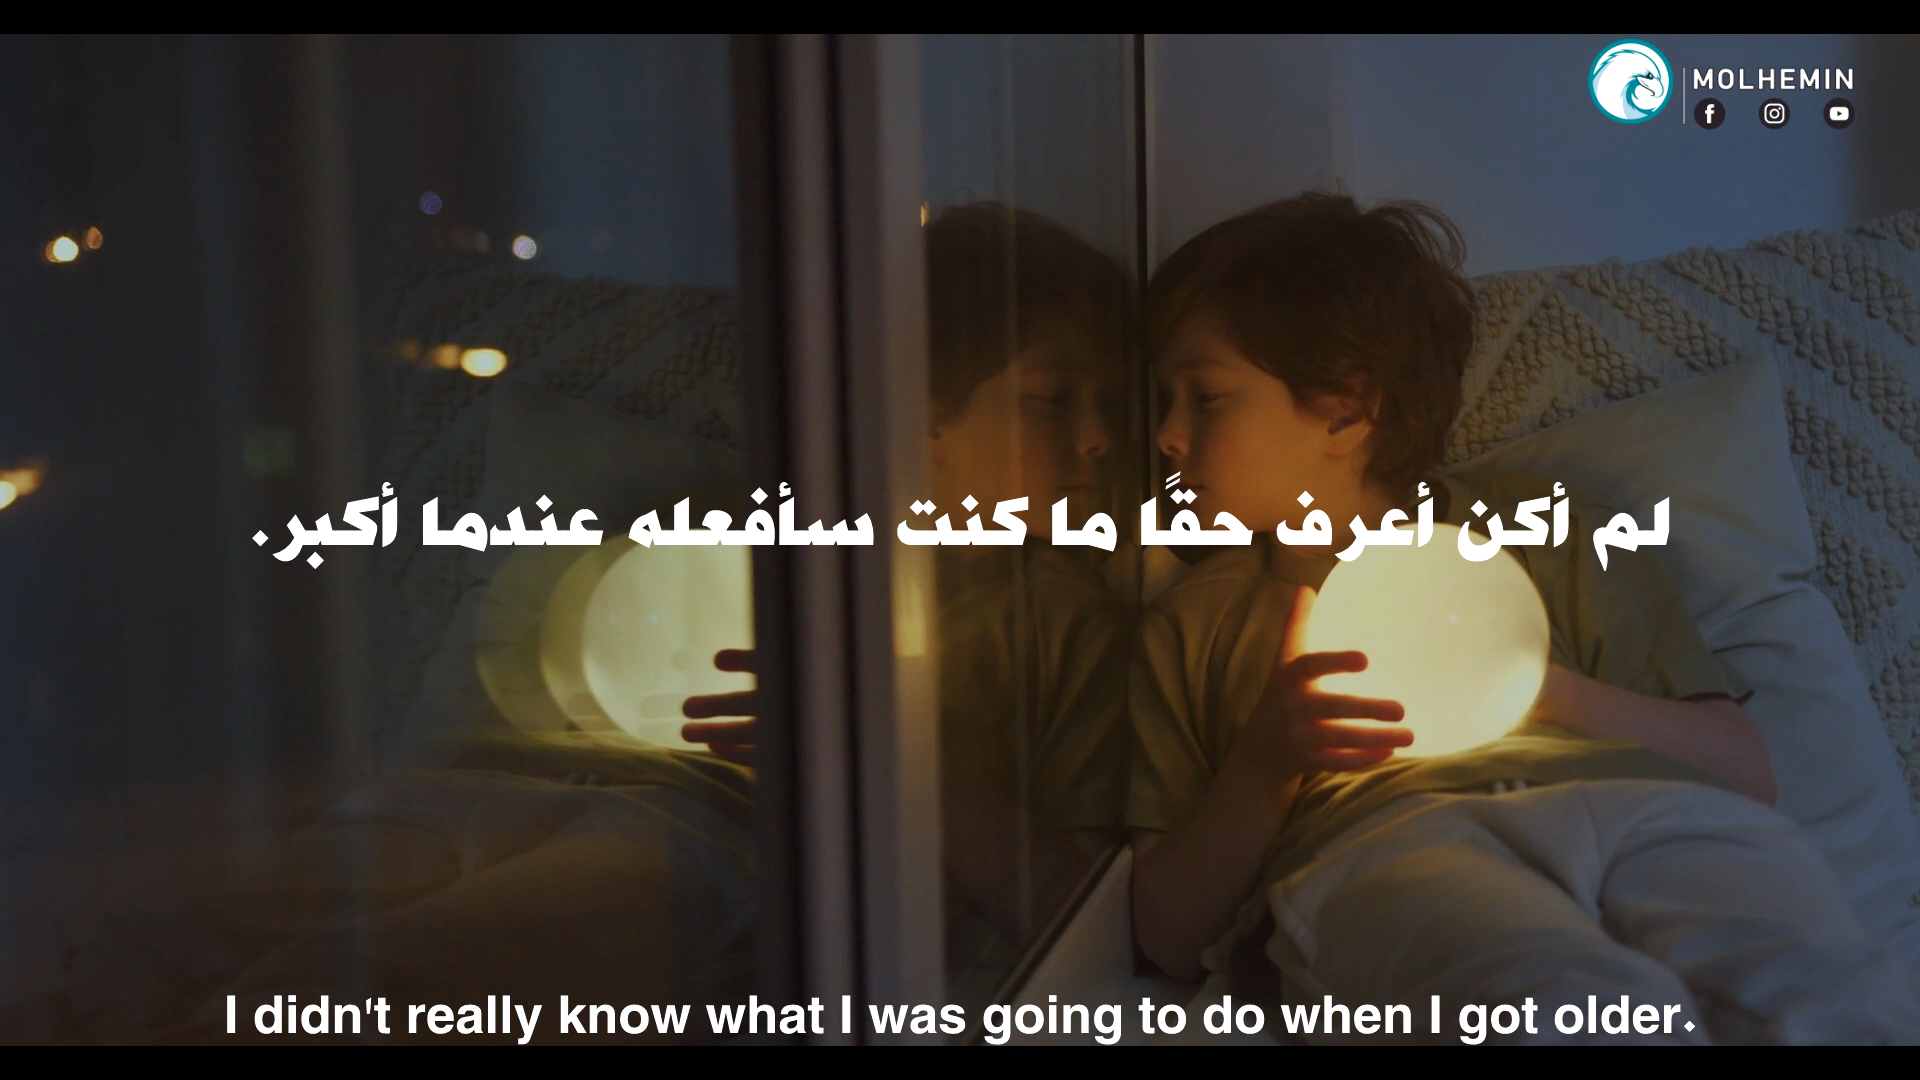 MOLHEMIN
لم أكن أعرف حقًا ما كنت سأفعله عندما أكبر.
I didn't really know what I was going to do when I got older.